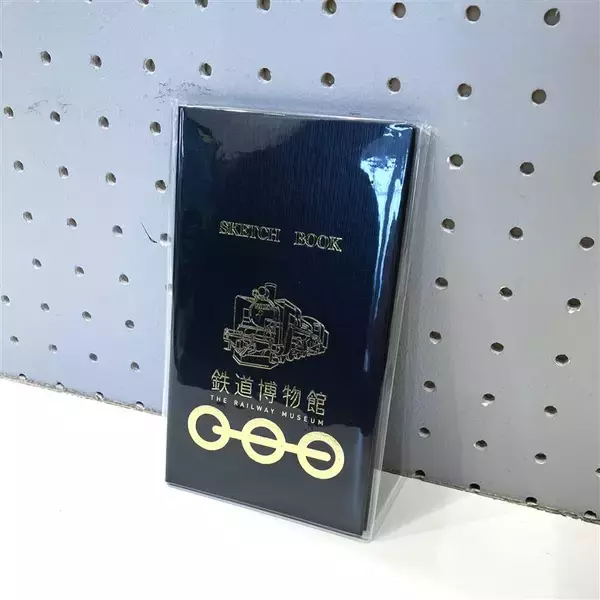 SKETCH BOOK
鉄道博物館
THE RAILWAY MUSEUM